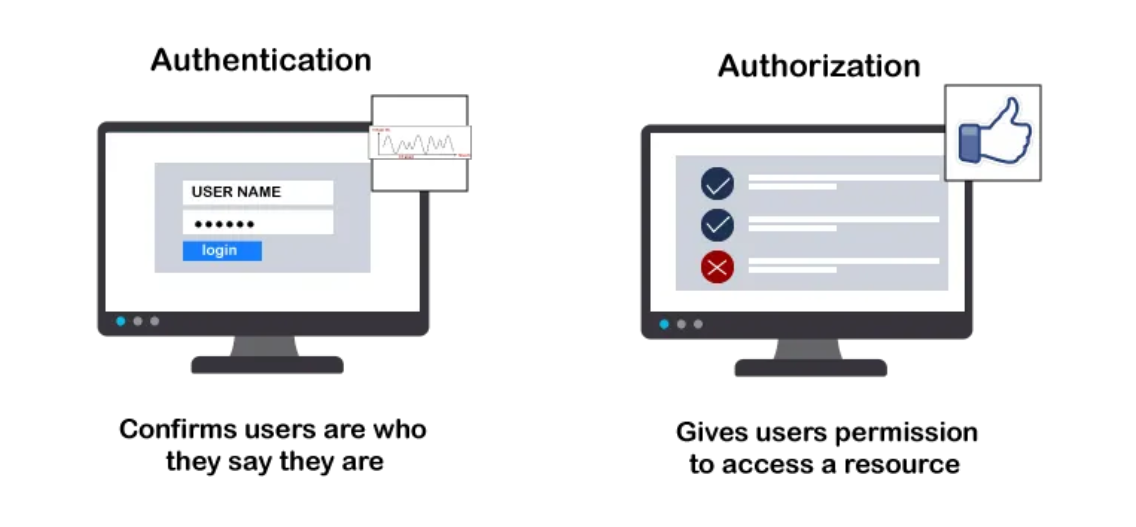 Authentication
USER NAME
login
Confirms users are who
they say they are
Authorization
Gives users permission
to access a resource